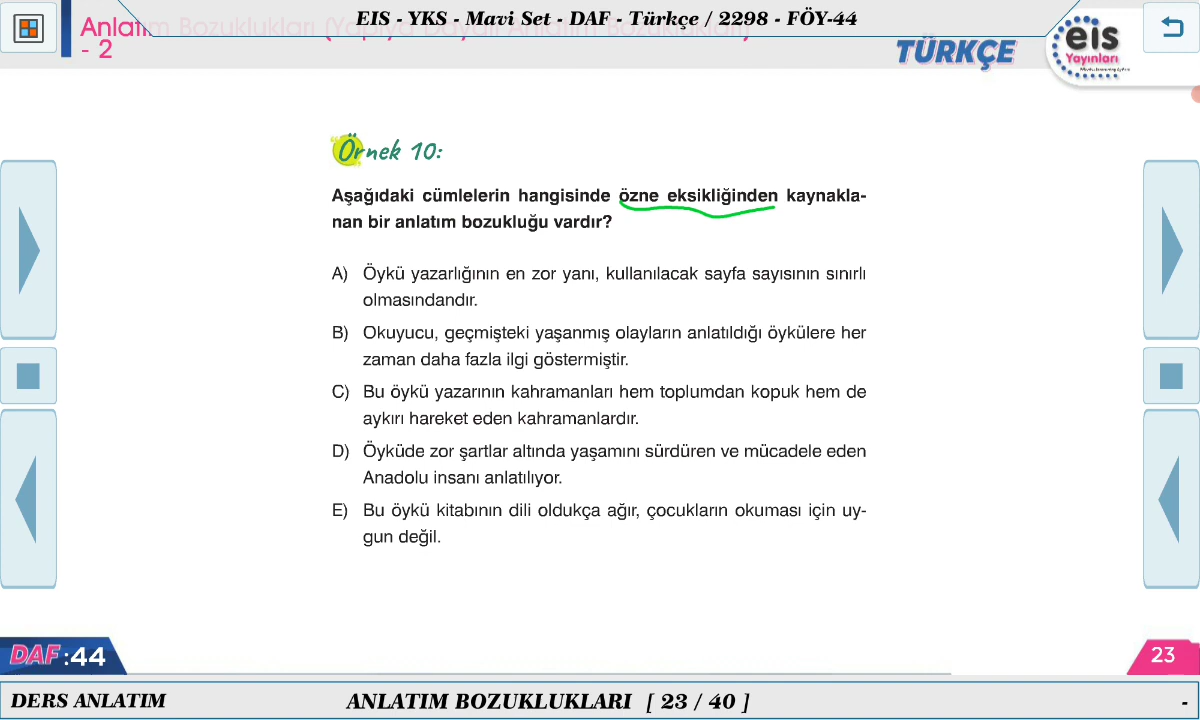 EIS - YKS - Mavi Set - DAF - Türkçe / 2298 - FÖY-44
Anlatım Bozuklukları (Yapıya Dayalı Anlatım Bozuklukları)
- 2
TÜRKÇE
eis
Yayınları
Örnek 10:
Aşağıdaki cümlelerin hangisinde özne eksikliğinden kaynakla-
nan bir anlatım bozukluğu vardır?
A) Öykü yazarlığının en zor yanı, kullanılacak sayfa sayısının sınırlı
olmasındandır.
B) Okuyucu, geçmişteki yaşanmış olayların anlatıldığı öykülere her
zaman daha fazla ilgi göstermiştir.
C) Bu öykü yazarının kahramanları hem toplumdan kopuk hem de
aykırı hareket eden kahramanlardır.
D) Öyküde zor şartlar altında yaşamını sürdüren ve mücadele eden
Anadolu insanı anlatılıyor.
E) Bu öykü kitabının dili oldukça ağır, çocukların okuması için uy-
gun değil.
DAF :44
23
DERS ANLATIM
ANLATIM BOZUKLUKLARI [ 23 / 40 ]
-